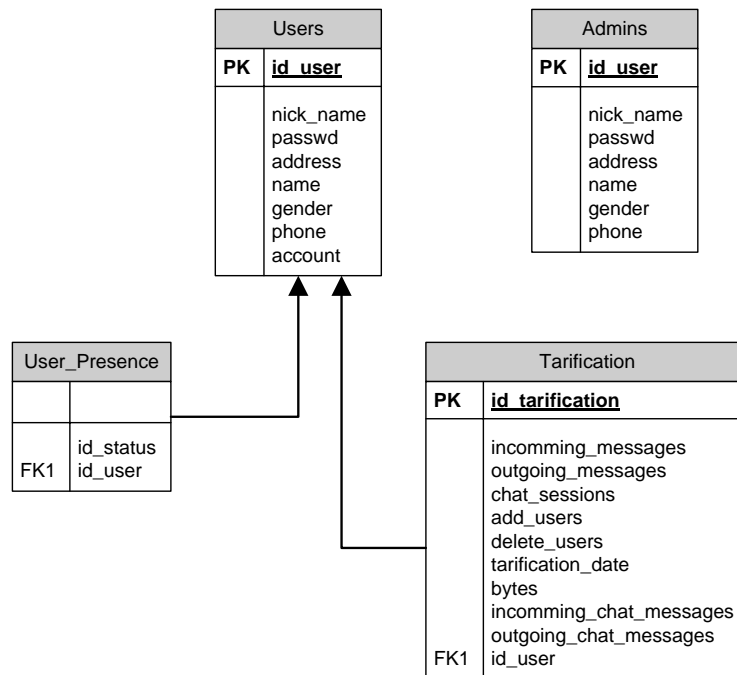 Users
PK id_user
nick_name
passwd
address
name
gender
phone
account
Admins
PK id_user
nick_name
passwd
address
name
gender
phone
User_Presence
id_status
FK1 id_user
Tarification
PK id_tarification
incomming_messages
outgoing_messages
chat_sessions
add_users
delete_users
tarification_date
bytes
incomming_chat_messages
outgoing_chat_messages
FK1 id_user